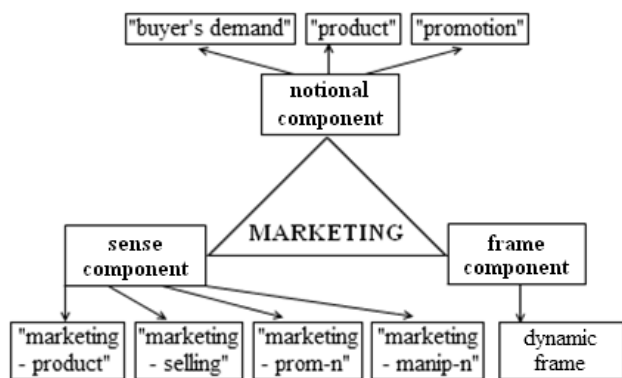 "buyer's demand" "product" "promotion"
notional
component
MARKETING
sense
component
frame
component
"marketing
- product"
"marketing
- selling"
"marketing
- prom-n"
"marketing
- manip-n"
dynamic
frame